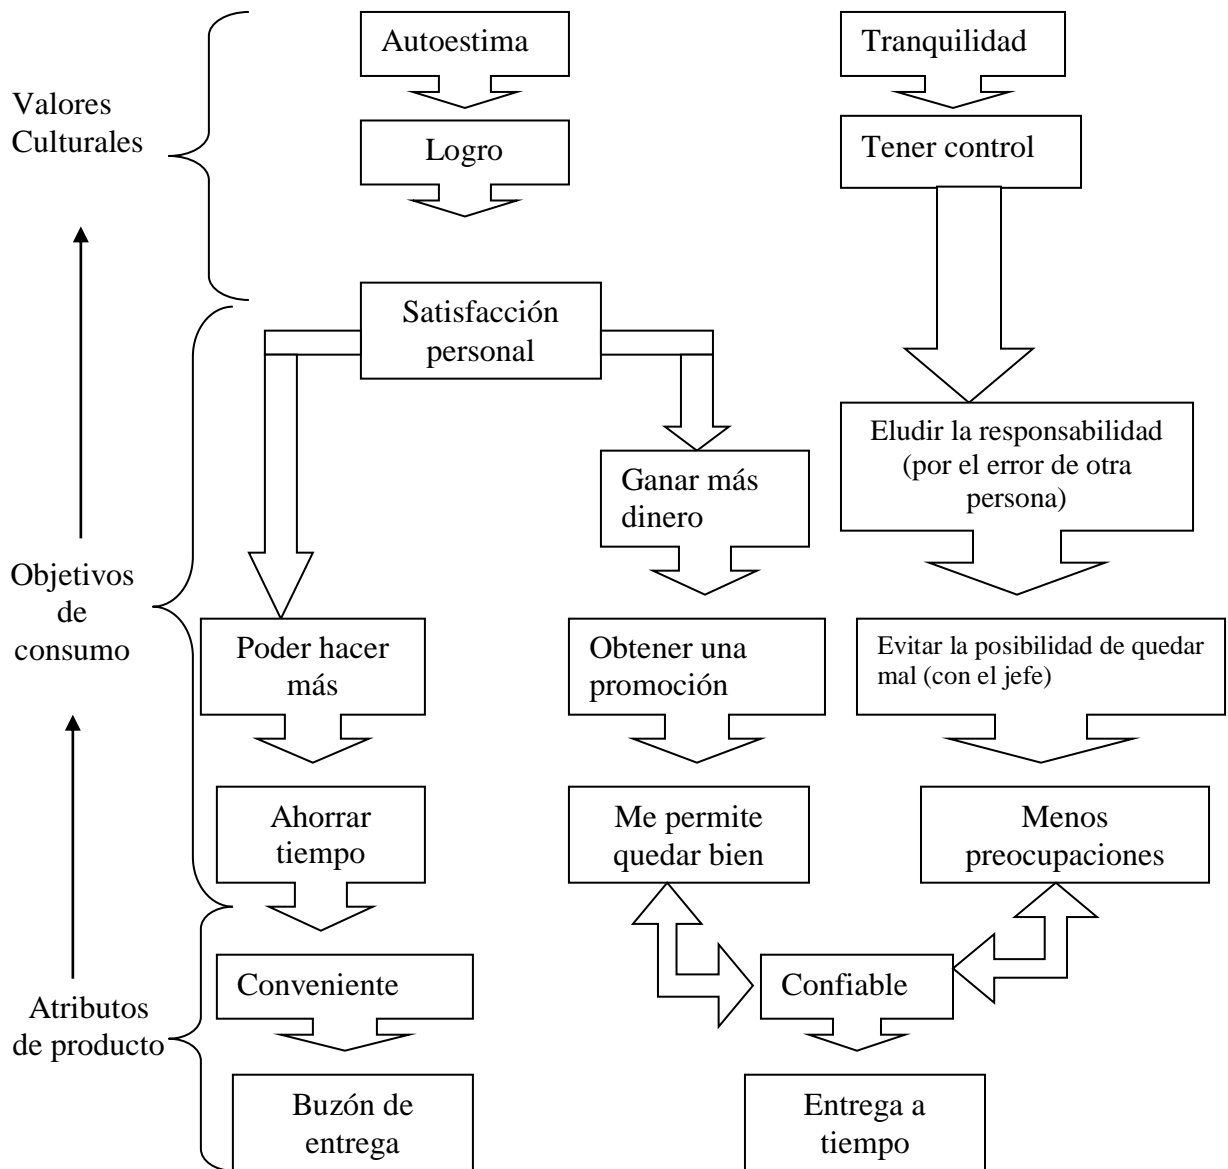 Autoestima
Tranquilidad
Valores
Culturales
Logro
Tener control
Satisfacción
personal
Eludir la responsabilidad
(por el error de otra
persona)
Ganar más
dinero
Objetivos
de
consumo
Poder hacer
más
Obtener una
promoción
Evitar la posibilidad de quedar
mal (con el jefe)
Ahorrar
tiempo
Me permite
quedar bien
Menos
preocupaciones
Conveniente
Confiable
Atributos
de producto
Buzón de
entrega
Entrega a
tiempo